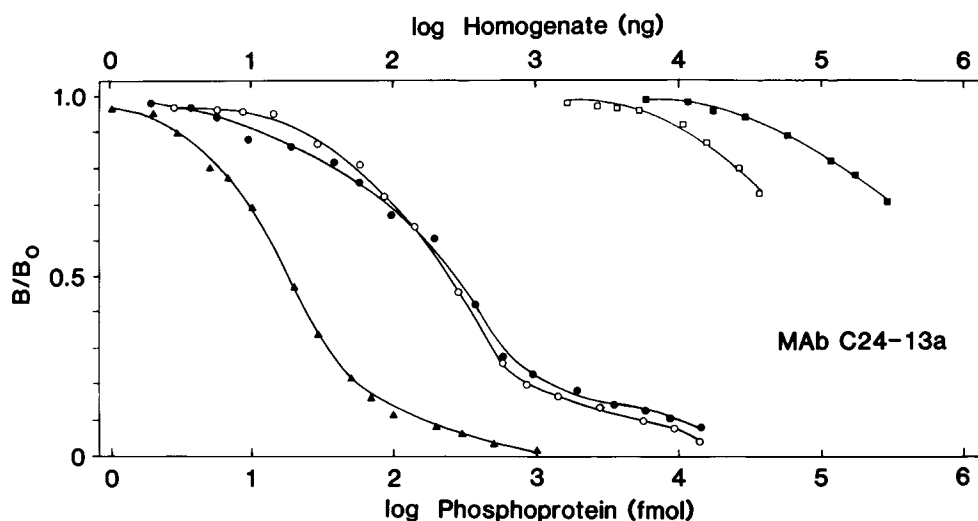 log Homogenate (ng)
0 1 2 3 4 5 6
1.0
0.5
0
B/B₀
MAb C24-13a
0 1 2 3 4 5 6
log Phosphoprotein (fmol)